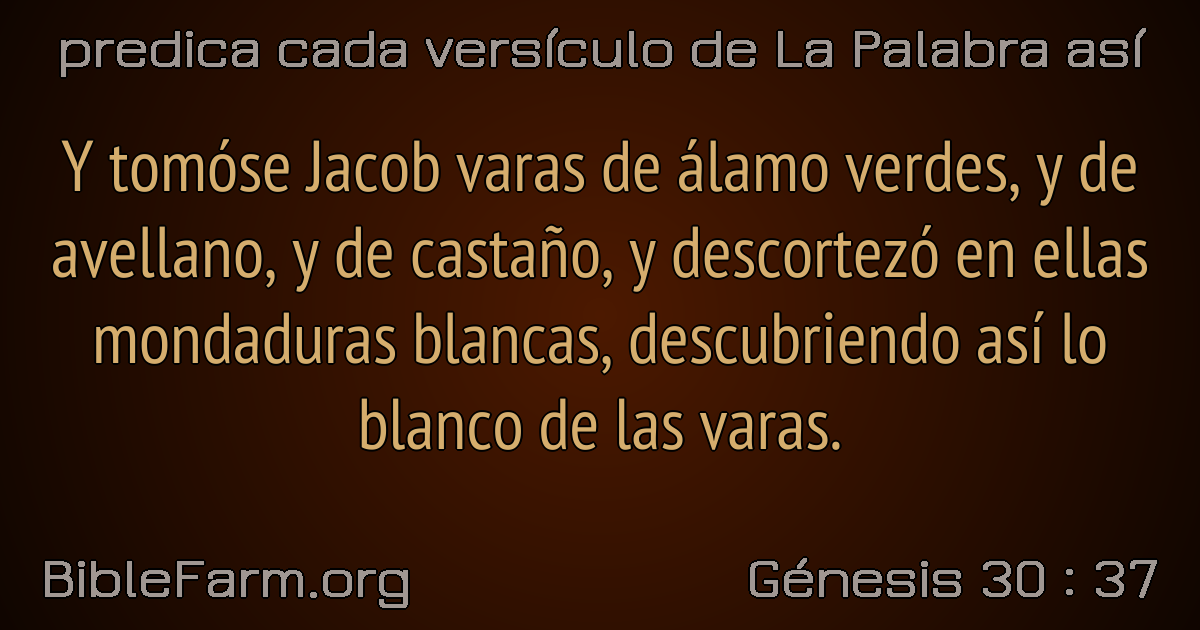 predica cada versículo de La Palabra así
Y tomóse Jacob varas de álamo verdes, y de
avellano, y de castaño, y descortezó en ellas
mondaduras blancas, descubriendo así lo
blanco de las varas.
BibleFarm.org
Génesis 30 : 37